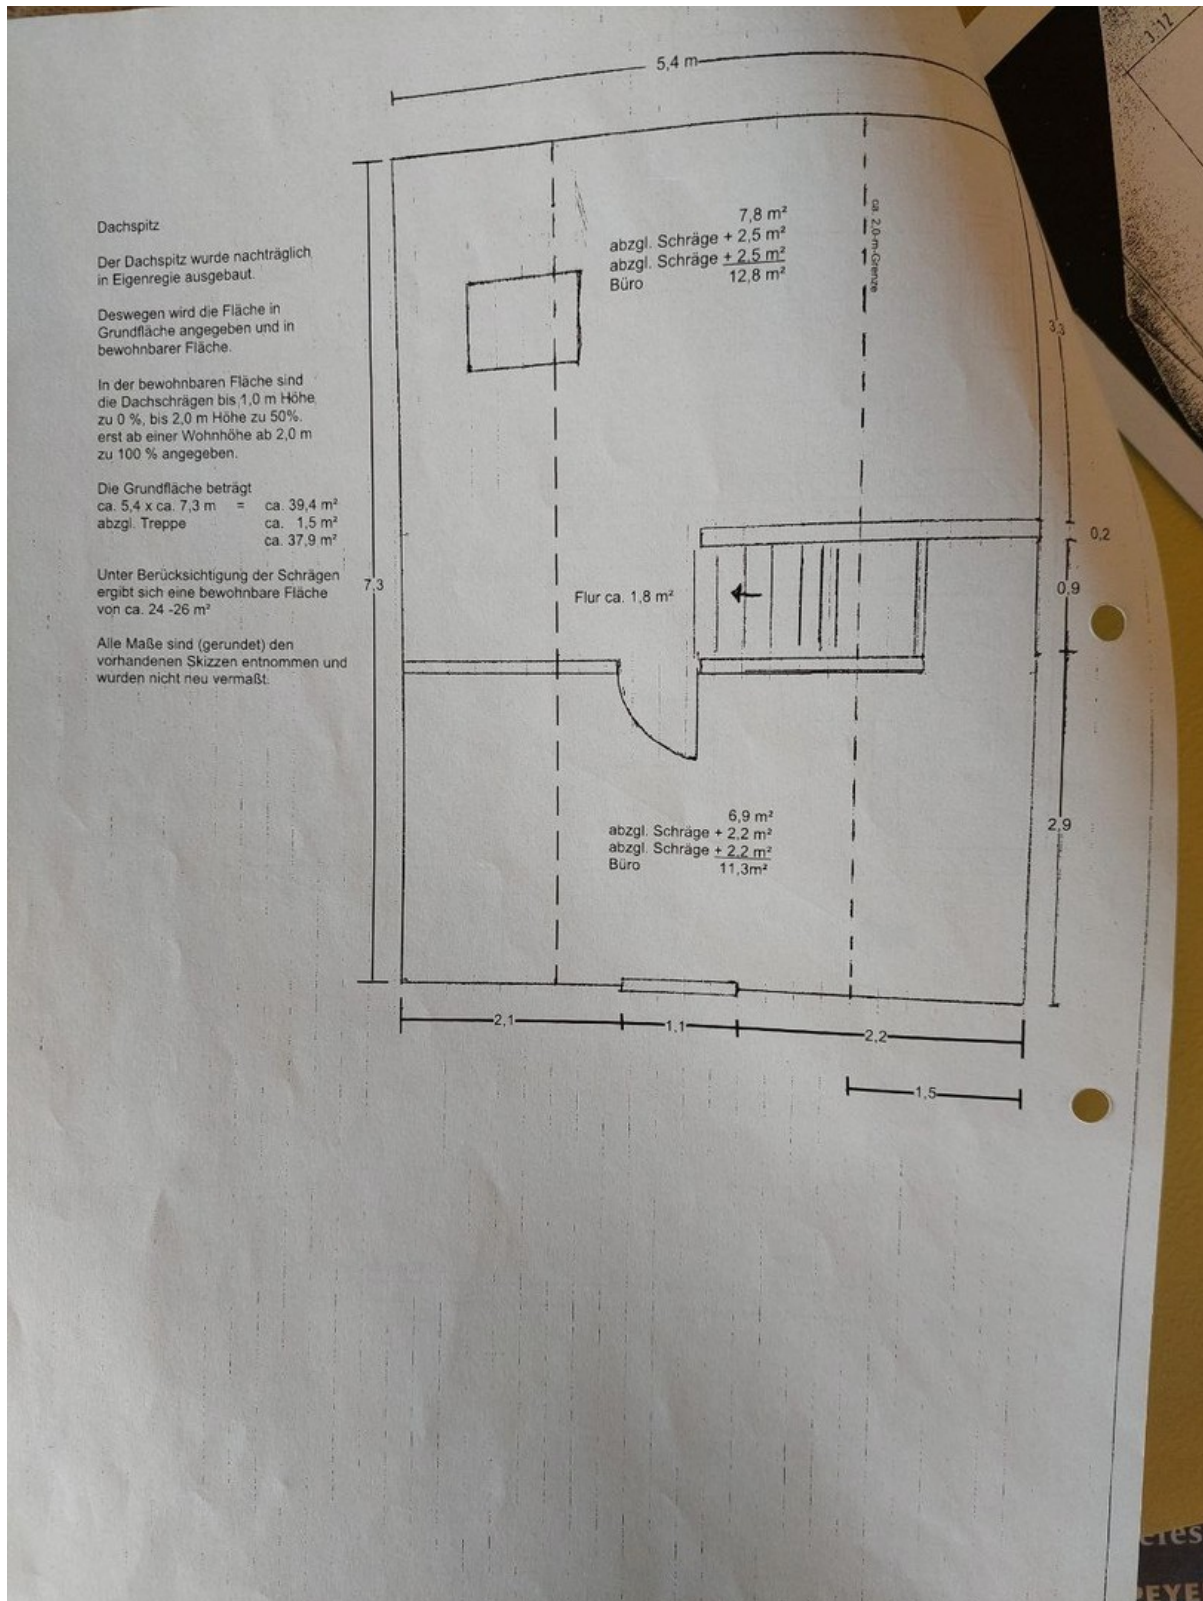 3.12
5,4 m
Dachspitz
Der Dachspitz wurde nachträglich
in Eigenregie ausgebaut.
Deswegen wird die Fläche in
Grundfläche angegeben und in
bewohnbarer Fläche.
In der bewohnbaren Fläche sind
die Dachschrägen bis 1,0 m Höhe
zu 0 %, bis 2,0 m Höhe zu 50%.
erst ab einer Wohnhöhe ab 2,0 m
zu 100 % angegeben.
Die Grundfläche beträgt
ca. 5,4 x ca. 7,3 m = ca. 39,4 m²
abzgl. Treppe ca. 1,5 m²
ca. 37,9 m²
Unter Berücksichtigung der Schrägen
ergibt sich eine bewohnbare Fläche
von ca. 24 -26 m²
Alle Maße sind (gerundet) den
vorhandenen Skizzen entnommen und
wurden nicht neu vermaßt.
7,3
7,8 m²
abzgl. Schräge + 2,5 m²
abzgl. Schräge + 2,5 m²
Büro 12,8 m²
ca. 2,0-m-Grenze
3,3
0,2
0,9
Flur ca. 1,8 m²
2,9
6,9 m²
abzgl. Schräge + 2,2 m²
abzgl. Schräge + 2,2 m²
Büro 11,3m²
2,1
1,1
2,2
1,5